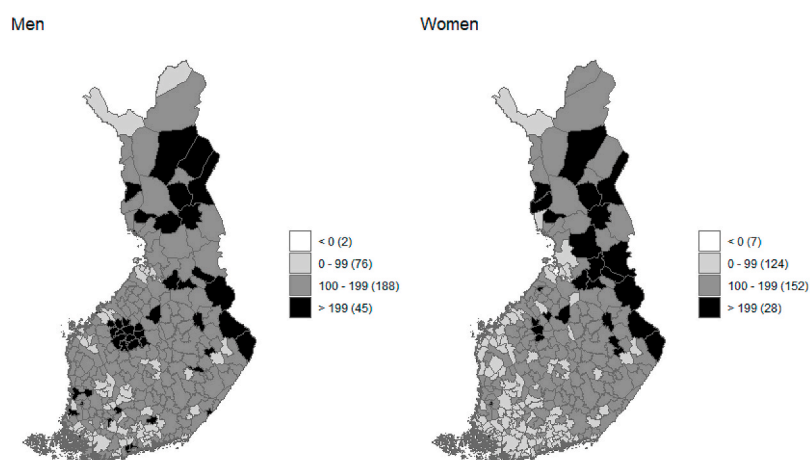 Men
< 0 (2)
0 - 99 (76)
100 - 199 (188)
> 199 (45)
Women
< 0 (7)
0 - 99 (124)
100 - 199 (152)
> 199 (28)